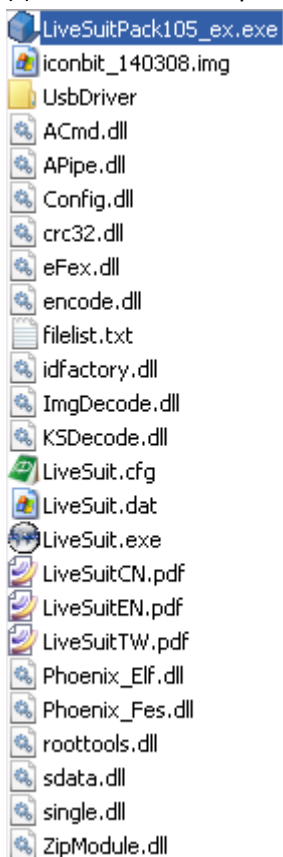 LiveSuitPack105_ex.exe
iconbit_140308.img
UsbDriver
ACmd.dll
APipe.dll
Config.dll
crc32.dll
eFex.dll
encode.dll
filelist.txt
idfactory.dll
ImgDecode.dll
KSDecode.dll
LiveSuit.cfg
LiveSuit.dat
LiveSuit.exe
LiveSuitCN.pdf
LiveSuitEN.pdf
LiveSuitTW.pdf
Phoenix_Elf.dll
Phoenix_Fes.dll
roottools.dll
sdata.dll
single.dll
ZipModule.dll